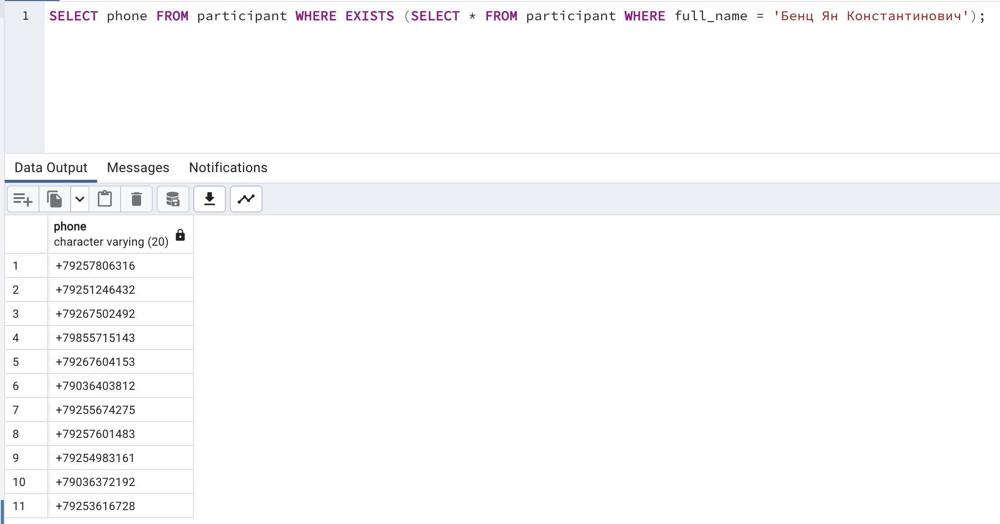 1 SELECT phone FROM participant WHERE EXISTS (SELECT * FROM participant WHERE full_name = 'Бенц Ян Константинович');
Data Output Messages Notifications
phone
character varying (20)
1 +79257806316
2 +79251246432
3 +79267502492
4 +79855715143
5 +79267604153
6 +79036403812
7 +79255674275
8 +79257601483
9 +79254983161
10 +79036372192
11 +79253616728